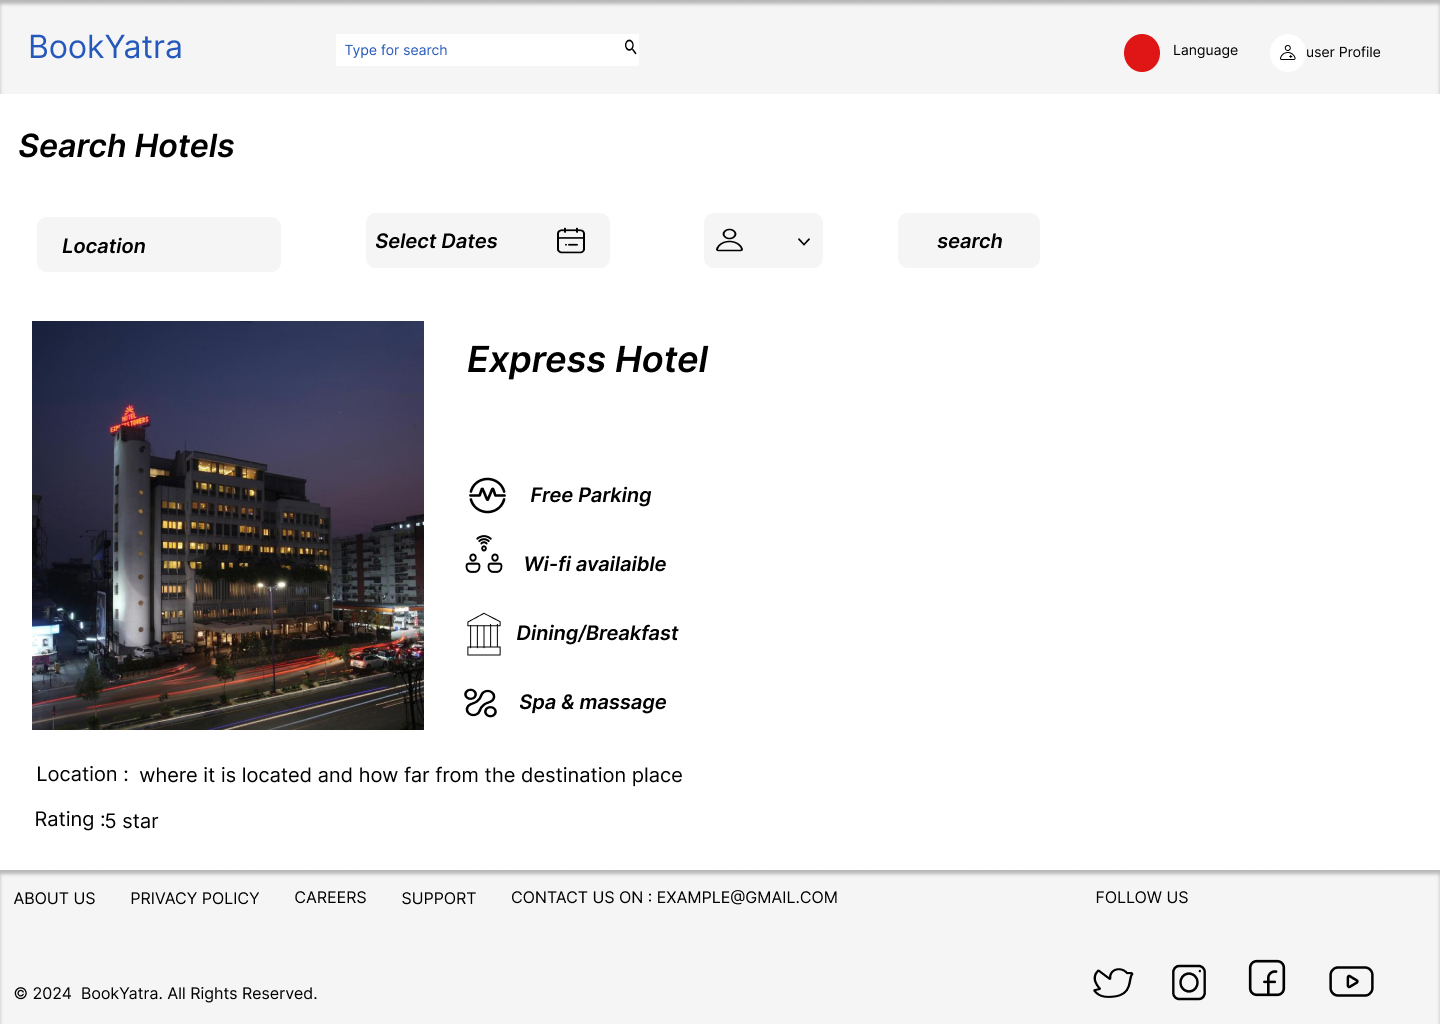 BookYatra
Type for search
Language
user Profile
Search Hotels
Location
Select Dates
search
HOTEL
EXPRESS TOWERS
Express Hotel
Free Parking
Wi-fi availaible
Dining/Breakfast
Spa & massage
Location : where it is located and how far from the destination place
Rating :5 star
ABOUT US
PRIVACY POLICY
CAREERS
SUPPORT
CONTACT US ON : EXAMPLE@GMAIL.COM
FOLLOW US
© 2024 BookYatra. All Rights Reserved.